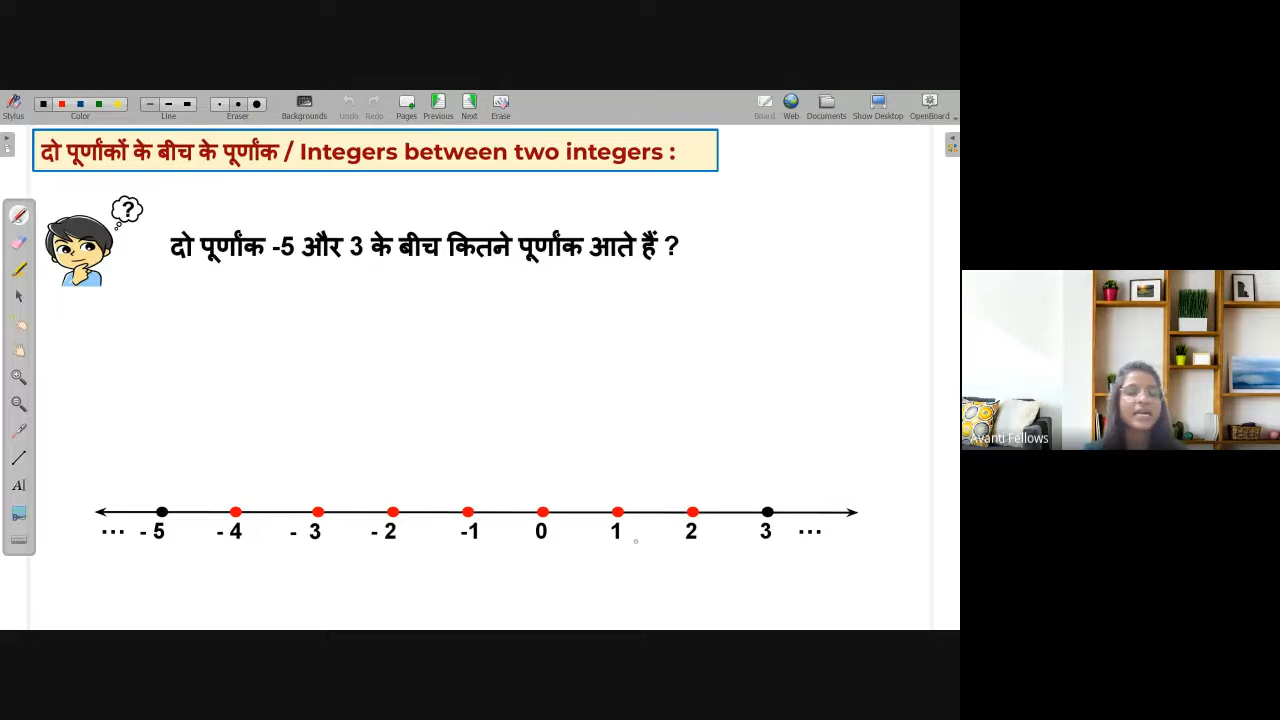 Stylus
Color
Line
Eraser
Backgrounds
Undo
Redo
Pages
Previous
Next
Erase
Board
Web
Documents
Show Desktop
OpenBoard
दो पूर्णांकों के बीच के पूर्णांक / Integers between two integers :
?
दो पूर्णांक -5 और 3 के बीच कितने पूर्णांक आते हैं ?
Avanti Fellows
... - 5 - 4 - 3 - 2 -1 0 1 2 3 ...